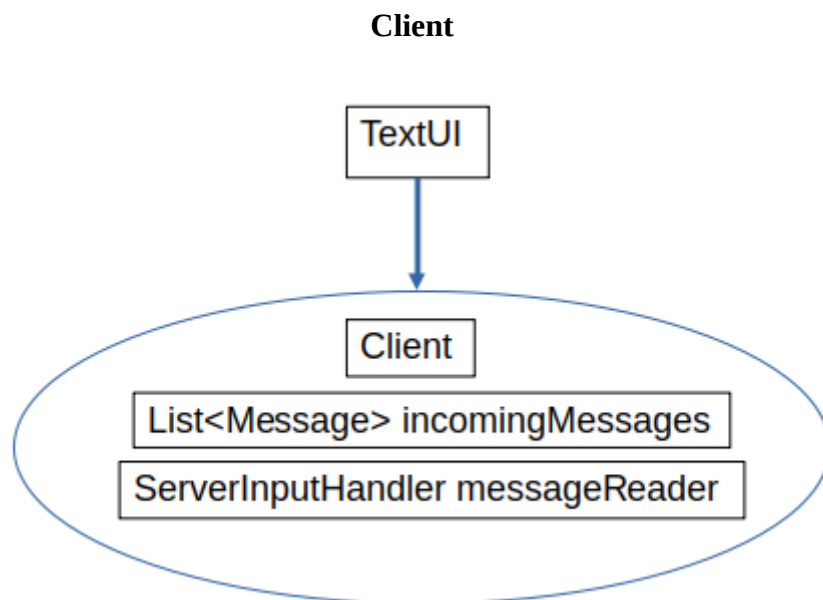 Client
TextUI
Client
List<Message> incomingMessages
ServerInputHandler messageReader